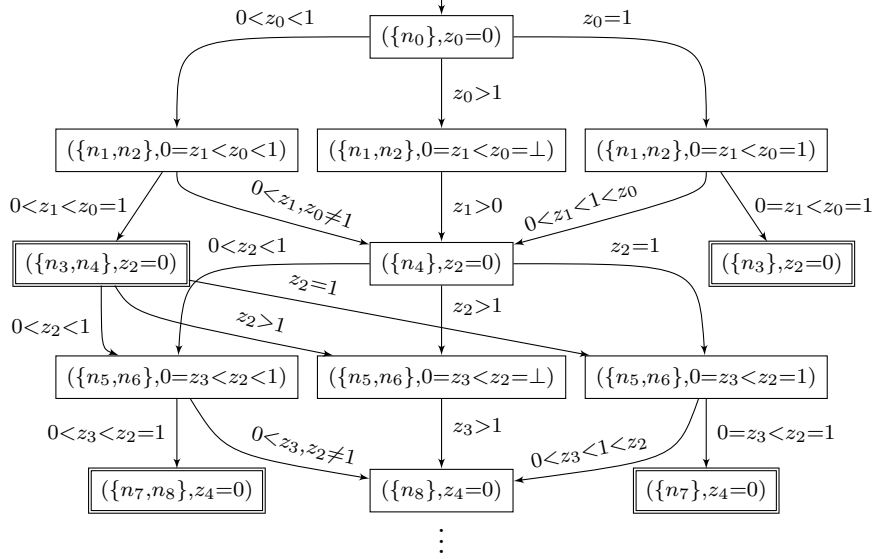 0<z₀<1
z₀=1
({n₀},z₀=0)
z₀>1
({n₁,n₂},0=z₁<z₀<1)
({n₁,n₂},0=z₁<z₀=⊥)
({n₁,n₂},0=z₁<z₀=1)
0<z₁<z₀=1
0<z₁,z₀≠1
z₁>0
0<z₁<1<z₀
0=z₁<z₀=1
({n₃,n₄},z₂=0)
0<z₂<1
({n₄},z₂=0)
z₂=1
({n₃},z₂=0)
0<z₂<1
z₂>1
z₂=1
z₂>1
({n₅,n₆},0=z₃<z₂<1)
({n₅,n₆},0=z₃<z₂=⊥)
({n₅,n₆},0=z₃<z₂=1)
0<z₃<z₂=1
0<z₃,z₂≠1
z₃>1
0<z₃<1<z₂
0=z₃<z₂=1
({n₇,n₈},z₄=0)
({n₈},z₄=0)
({n₇},z₄=0)
⋮